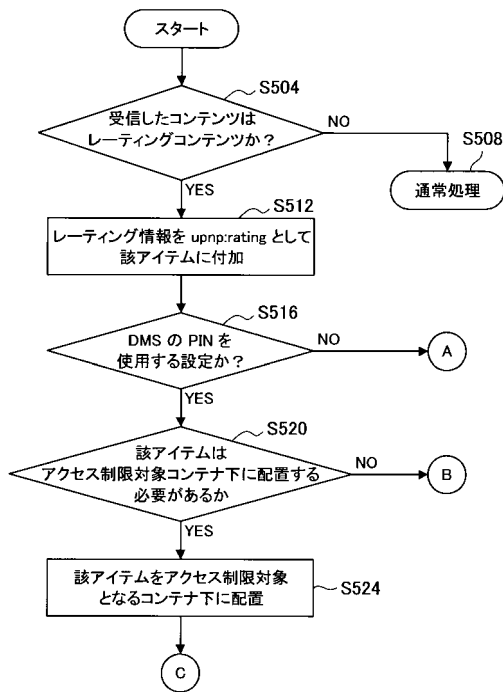 スタート
S504
受信したコンテンツは
レーティングコンテンツか?
NO
S508
通常処理
YES
S512
レーティング情報を upnp:rating として
該アイテムに付加
S516
DMS の PIN を
使用する設定か?
NO
A
YES
S520
該アイテムは
アクセス制限対象コンテナ下に配置する
必要があるか
NO
B
YES
該アイテムをアクセス制限対象
となるコンテナ下に配置
S524
C